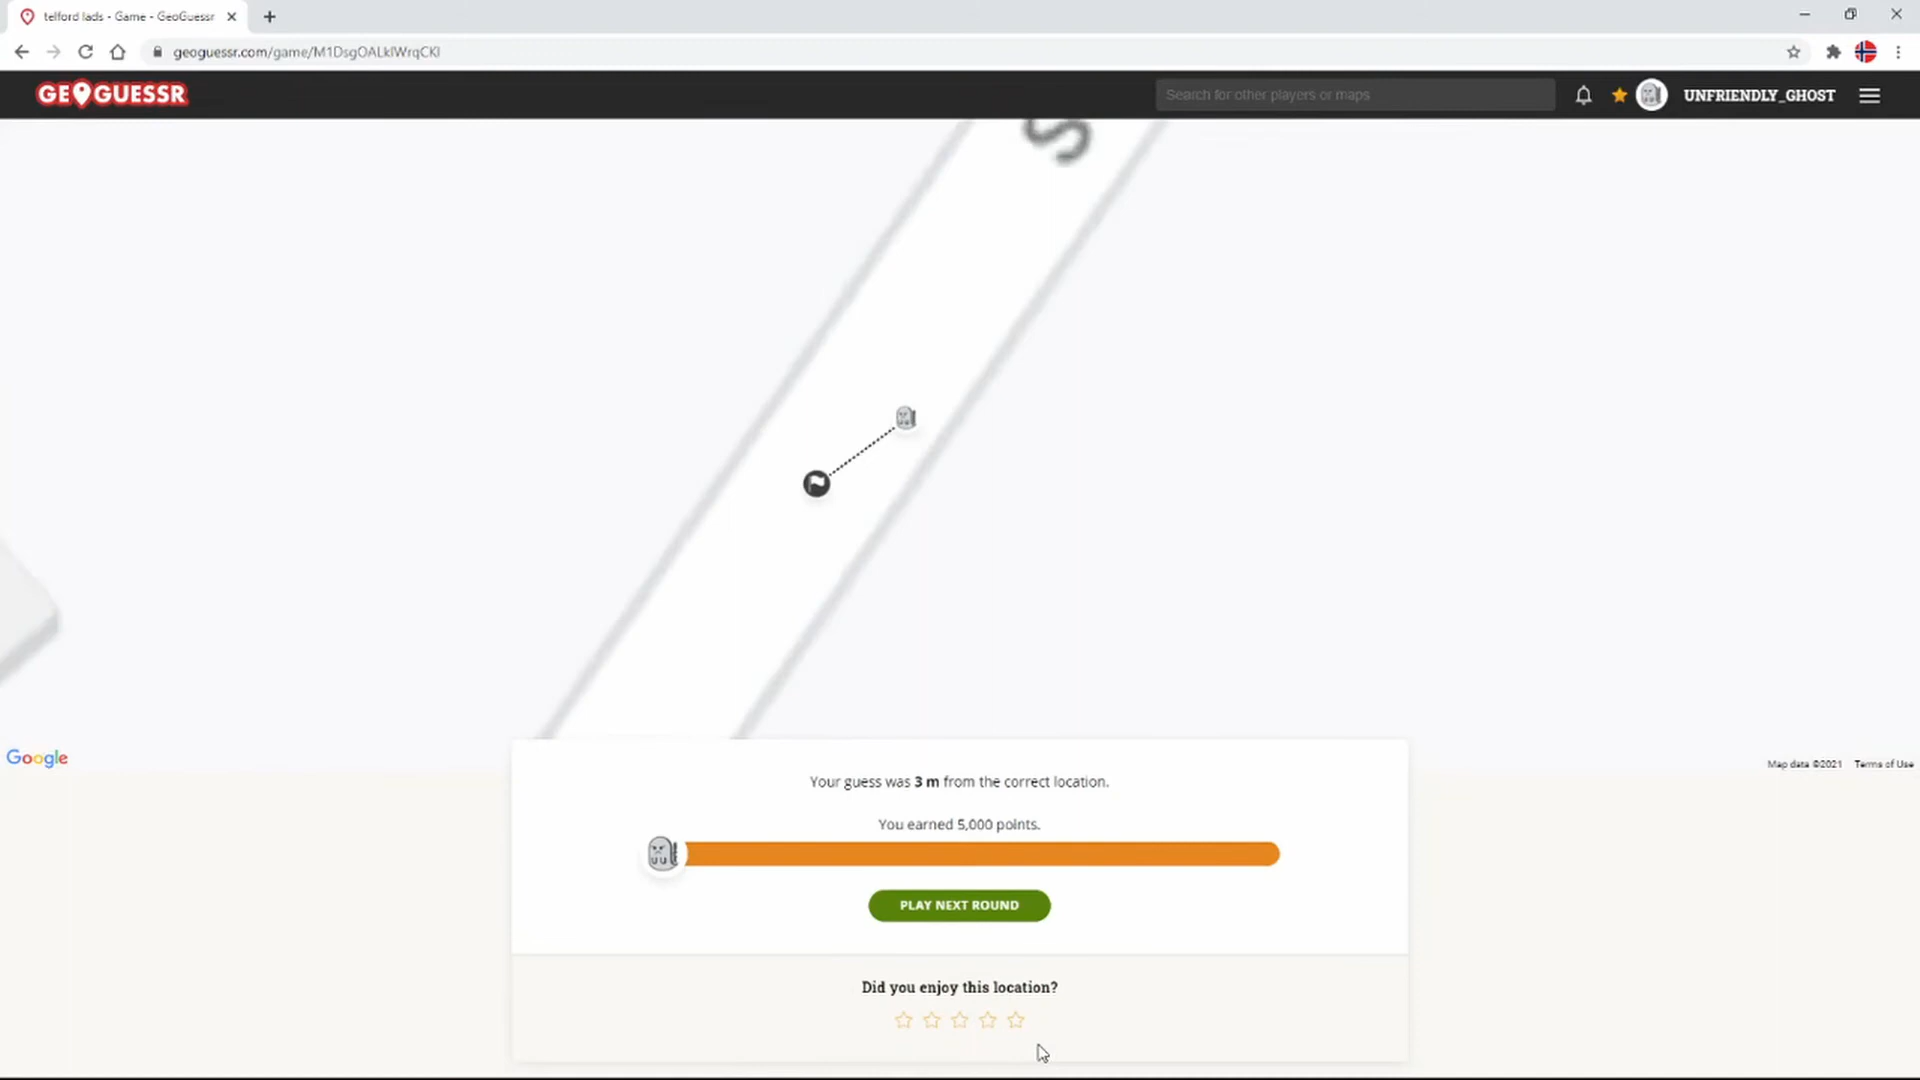 telford lads - Game - GeoGuessr
geoguessr.com/game/M1DsgOALkIWrqCKI
GEOGUESSR
Search for other players or maps
UNFRIENDLY_GHOST
S
Google
Map data ©2021 Terms of Use
Your guess was 3 m from the correct location.
You earned 5,000 points.
PLAY NEXT ROUND
Did you enjoy this location?